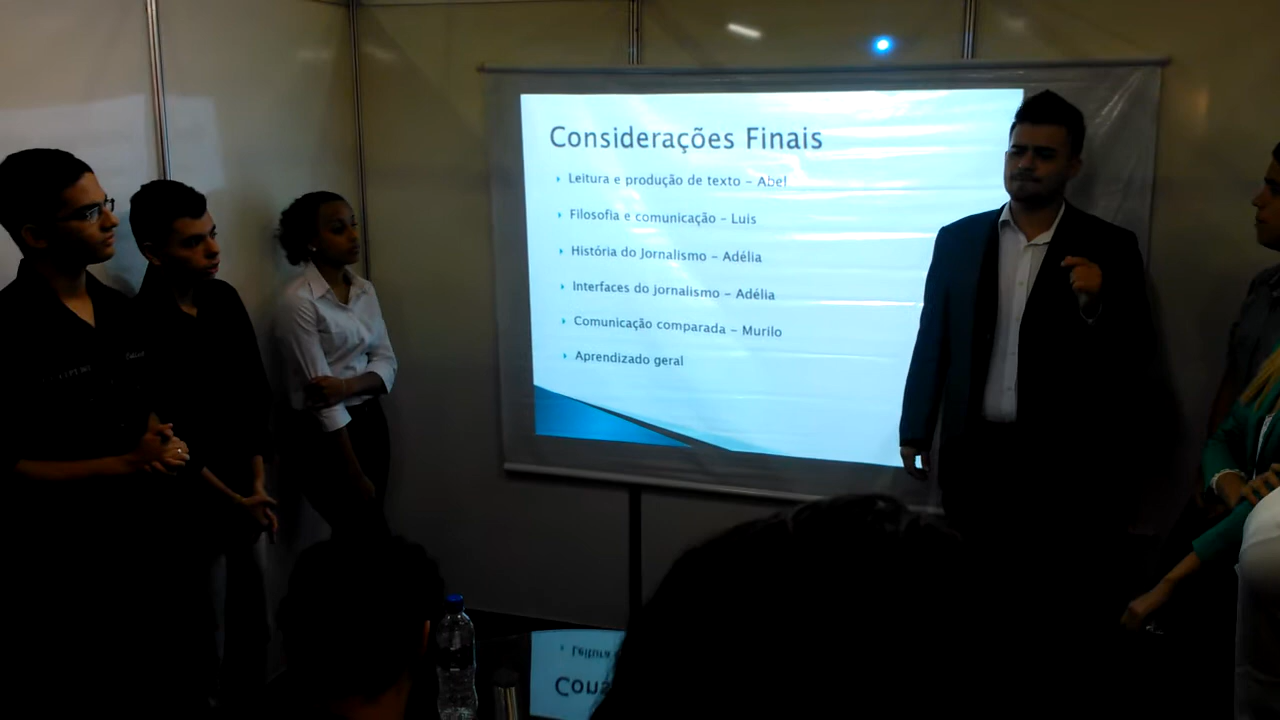 Considerações Finais
Leitura e produção de texto – Abel
Filosofia e comunicação – Luis
História do Jornalismo – Adélia
Interfaces do jornalismo – Adélia
Comunicação comparada – Murilo
Aprendizado geral